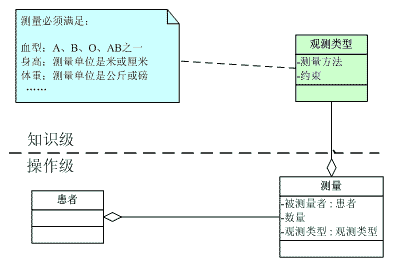 测量必须满足：
血型：A、B、O、AB之一
身高：测量单位是米或厘米
体重：测量单位是公斤或磅
……
观测类型
-测量方法
-约束
知识级
操作级
患者
测量
-被测量者：患者
-数量
-观测类型：观测类型